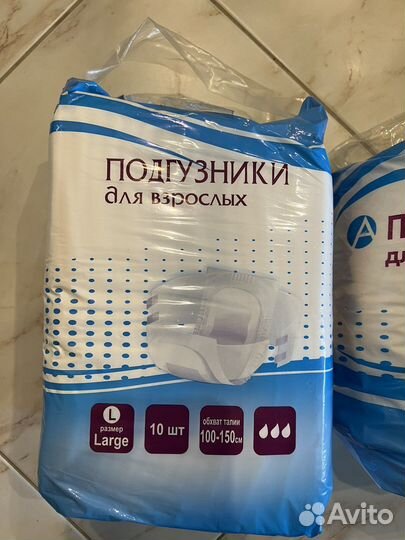 ПОДГУЗНИКИ
для взрослых
L
размер
Large
10 шт
обхват талии
100-150см
А П
д
Avito